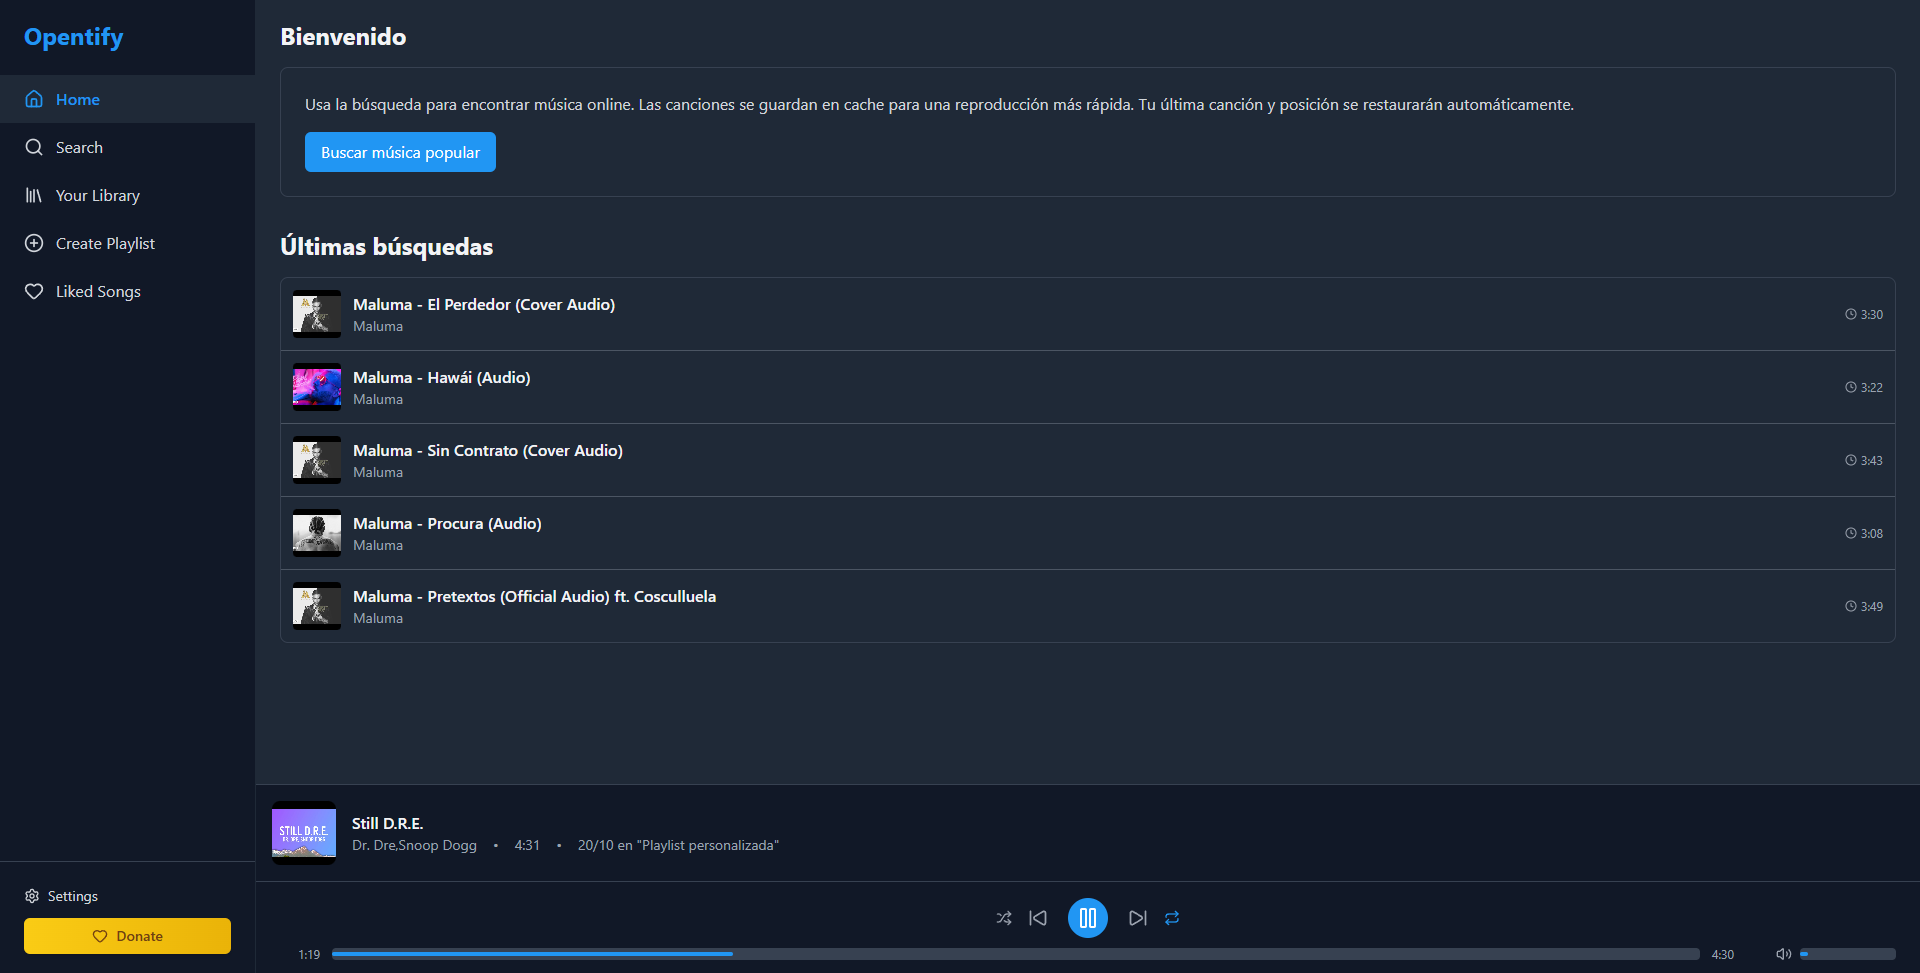 Opentify
Home
Search
Your Library
Create Playlist
Liked Songs
Settings
Donate
Bienvenido
Usa la búsqueda para encontrar música online. Las canciones se guardan en cache para una reproducción más rápida. Tu última canción y posición se restaurarán automáticamente.
Buscar música popular
Últimas búsquedas
Maluma - El Perdedor (Cover Audio)
Maluma
3:30
Maluma - Hawái (Audio)
Maluma
3:22
Maluma - Sin Contrato (Cover Audio)
Maluma
3:43
Maluma - Procura (Audio)
Maluma
3:08
Maluma - Pretextos (Official Audio) ft. Cosculluela
Maluma
3:49
STILL D.R.E.
Still D.R.E.
Dr. Dre,Snoop Dogg • 4:31 • 20/10 en "Playlist personalizada"
1:19
4:30